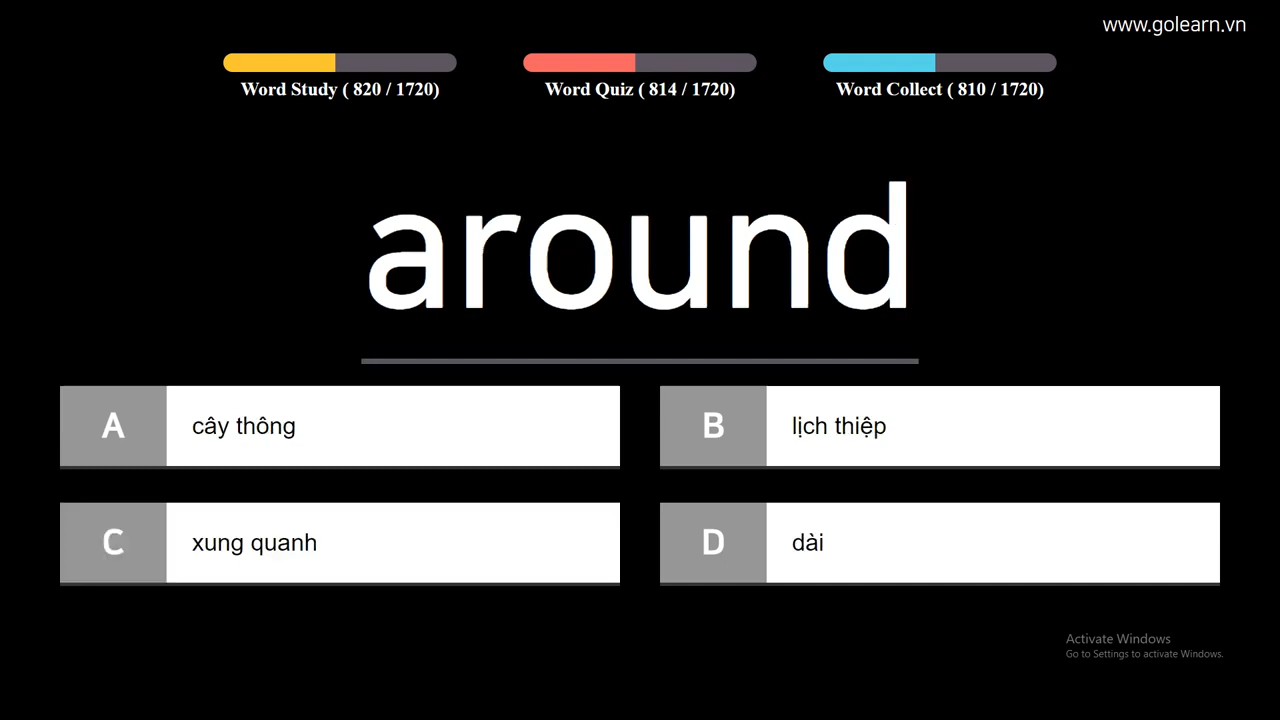 www.golearn.vn
Word Study ( 820 / 1720)
Word Quiz ( 814 / 1720)
Word Collect ( 810 / 1720)
around
A cây thông
B lịch thiệp
C xung quanh
D dài
Activate Windows
Go to Settings to activate Windows.